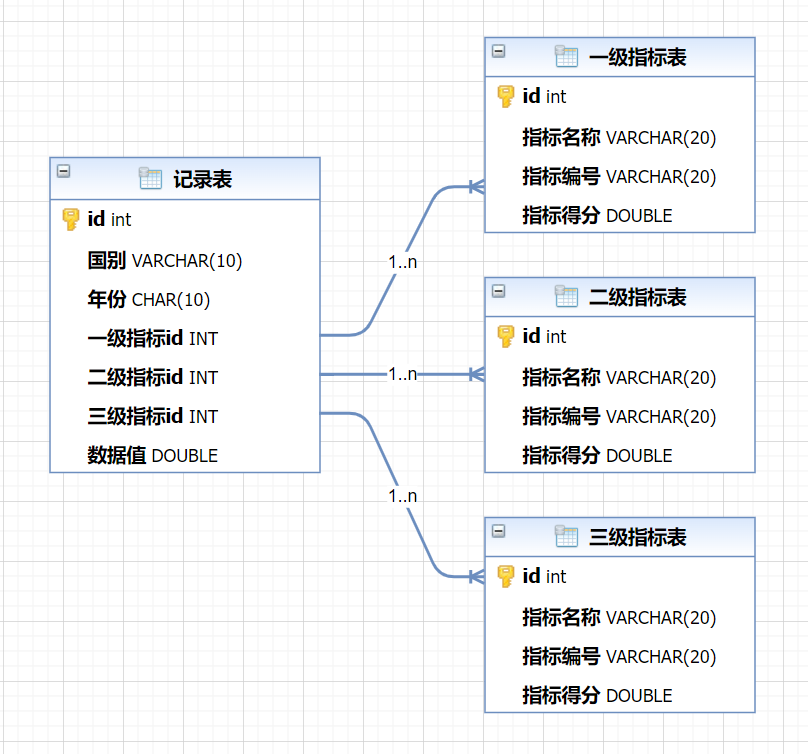 记录表
id int
国别 VARCHAR(10)
年份 CHAR(10)
一级指标id INT
二级指标id INT
三级指标id INT
数据值 DOUBLE
1..n
1..n
1..n
一级指标表
id int
指标名称 VARCHAR(20)
指标编号 VARCHAR(20)
指标得分 DOUBLE
二级指标表
id int
指标名称 VARCHAR(20)
指标编号 VARCHAR(20)
指标得分 DOUBLE
三级指标表
id int
指标名称 VARCHAR(20)
指标编号 VARCHAR(20)
指标得分 DOUBLE